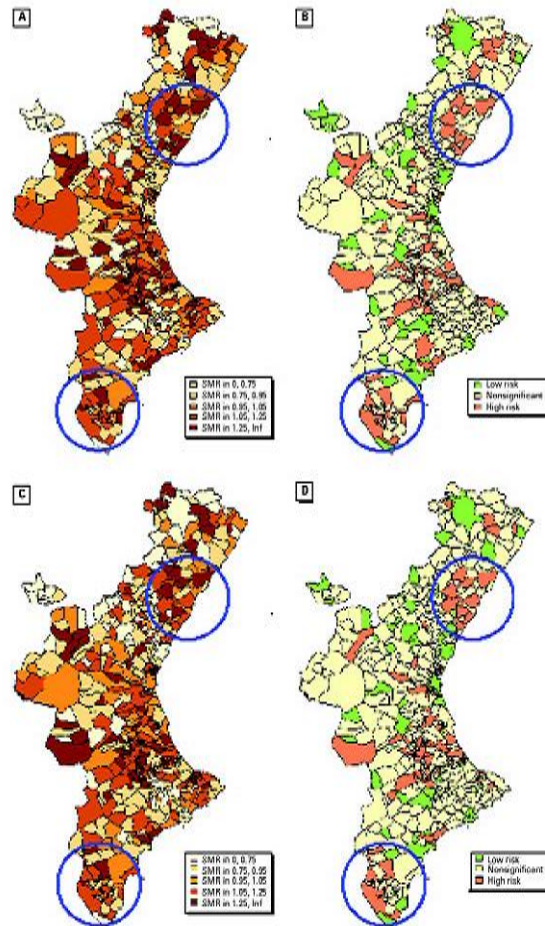 A
SMR in 0, 0.75
SMR in 0.75, 0.95
SMR in 0.95, 1.05
SMR in 1.05, 1.25
SMR in 1.25, Inf
B
Low risk
Nonsignificant
High risk
C
SMR in 0, 0.75
SMR in 0.75, 0.95
SMR in 0.95, 1.05
SMR in 1.05, 1.25
SMR in 1.25, Inf
D
Low risk
Nonsignificant
High risk